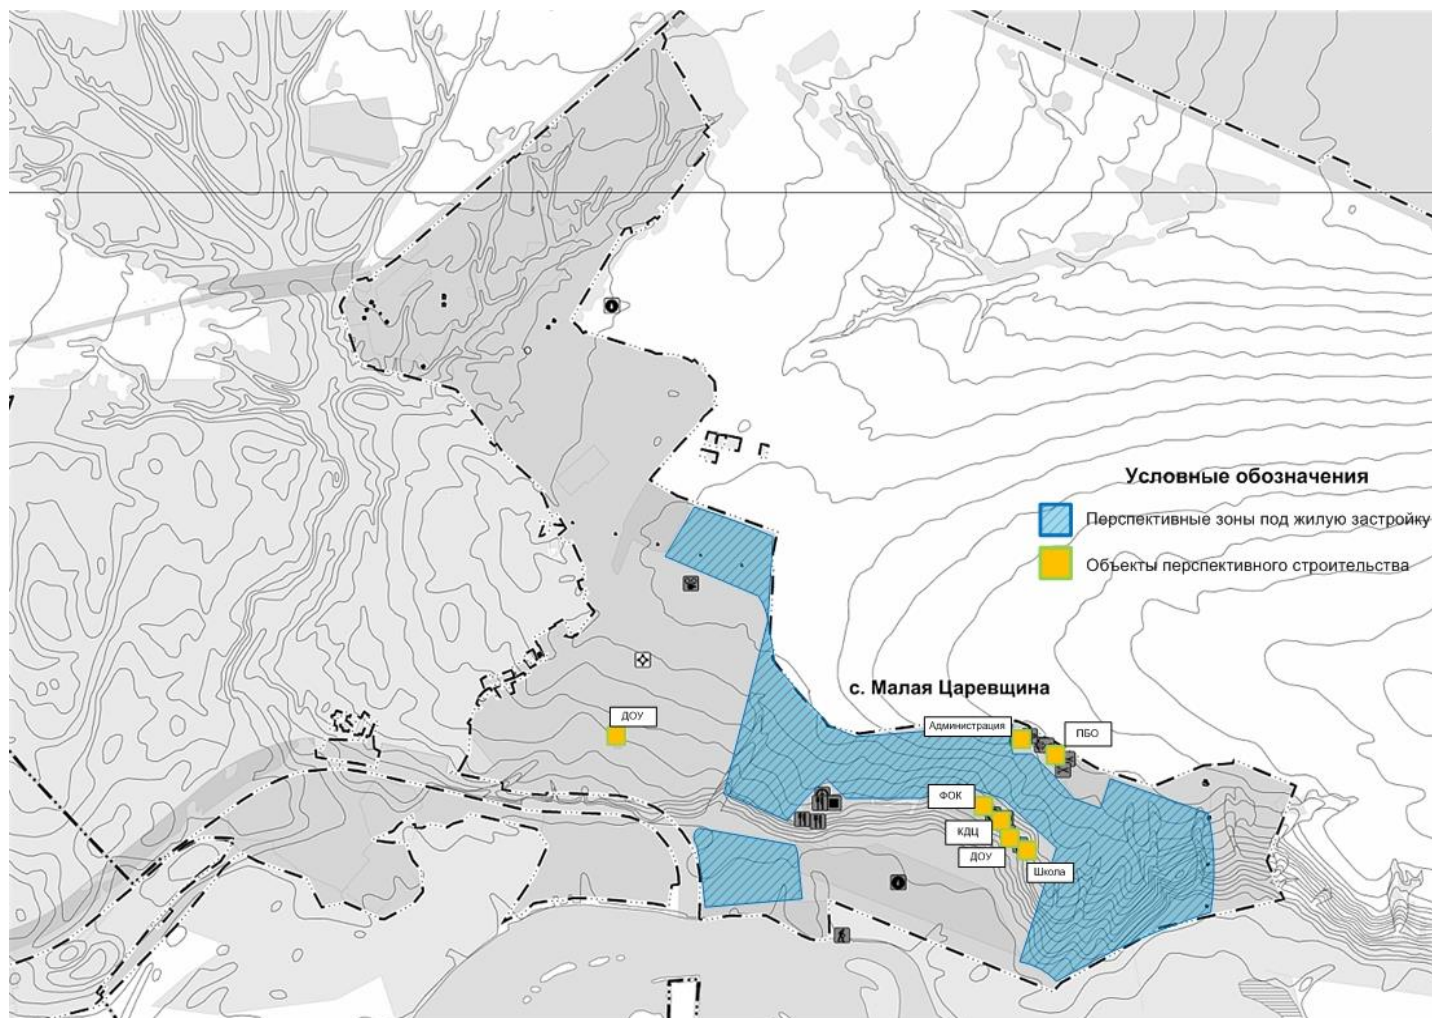 Условные обозначения
Перспективные зоны под жилую застройку
Объекты перспективного строительства
с. Малая Царевщина
ДОУ
Администрация
ПБО
ФОК
КДЦ
ДОУ
Школа